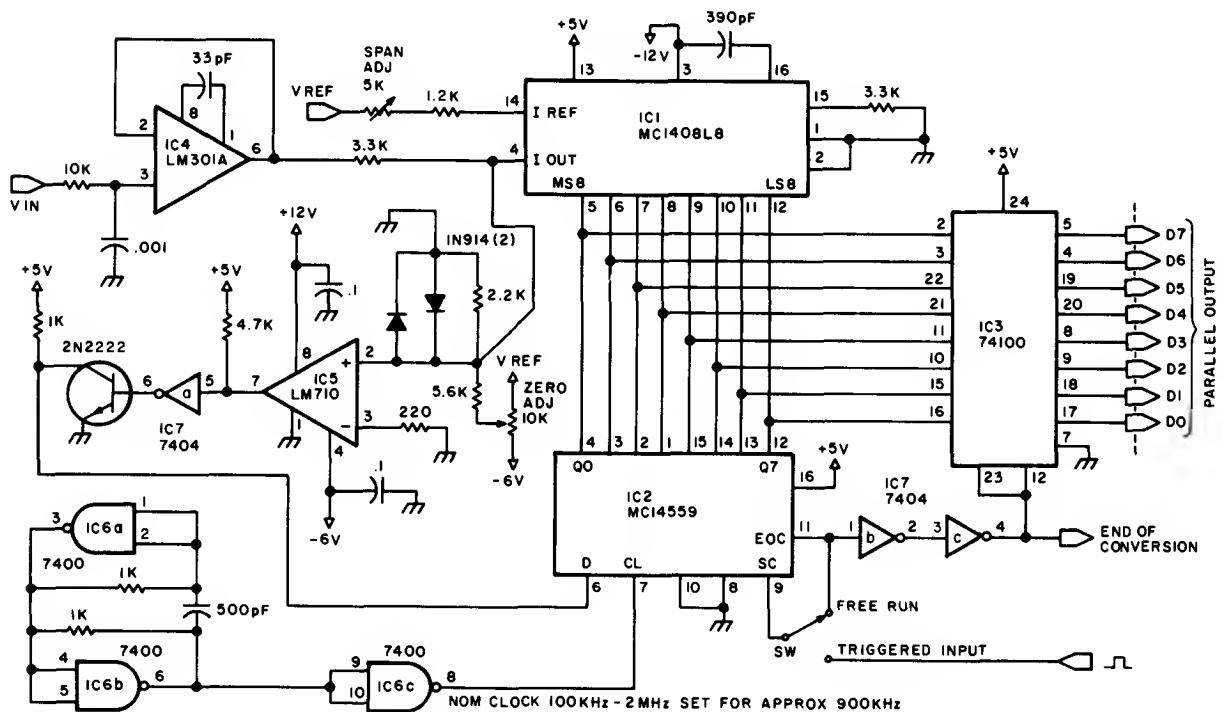 33pF
8
1
2
IC4
LM301A
6
3
10K
VIN
.001
VREF
SPAN
ADJ
5K
1.2K
3.3K
+5V
13
-12V
3
390pF
16
14
I REF
IC1
MC1408L8
15
3.3K
1
4
I OUT
2
MS8
LS8
5
6
7
8
9
10
11
12
+5V
24
2
5
D7
3
4
D6
22
19
D5
21
20
D4
11
IC3
74100
8
D3
10
9
D2
15
18
D1
16
17
D0
7
23
12
PARALLEL OUTPUT
+12V
1N914(2)
.1
2.2K
+5V
1K
+5V
4.7K
2N2222
6
a
5
IC7
7404
7
8
IC5
LM710
+
2
1
−
3
220
4
5.6K
VREF
ZERO
ADJ
10K
-6V
.1
-6V
4
3
2
1
15
14
13
12
Q0
Q7
IC2
MC14559
16
+5V
EOC
11
IC7
7404
1
b
2
3
c
4
END OF
CONVERSION
D
CL
SC
6
7
10
8
9
FREE RUN
SW
TRIGGERED INPUT
3
IC6a
1
2
7400
1K
500pF
1K
4
5
IC6b
6
7400
9
10
7400
IC6c
8
NOM CLOCK 100KHz-2MHz SET FOR APPROX 900KHz